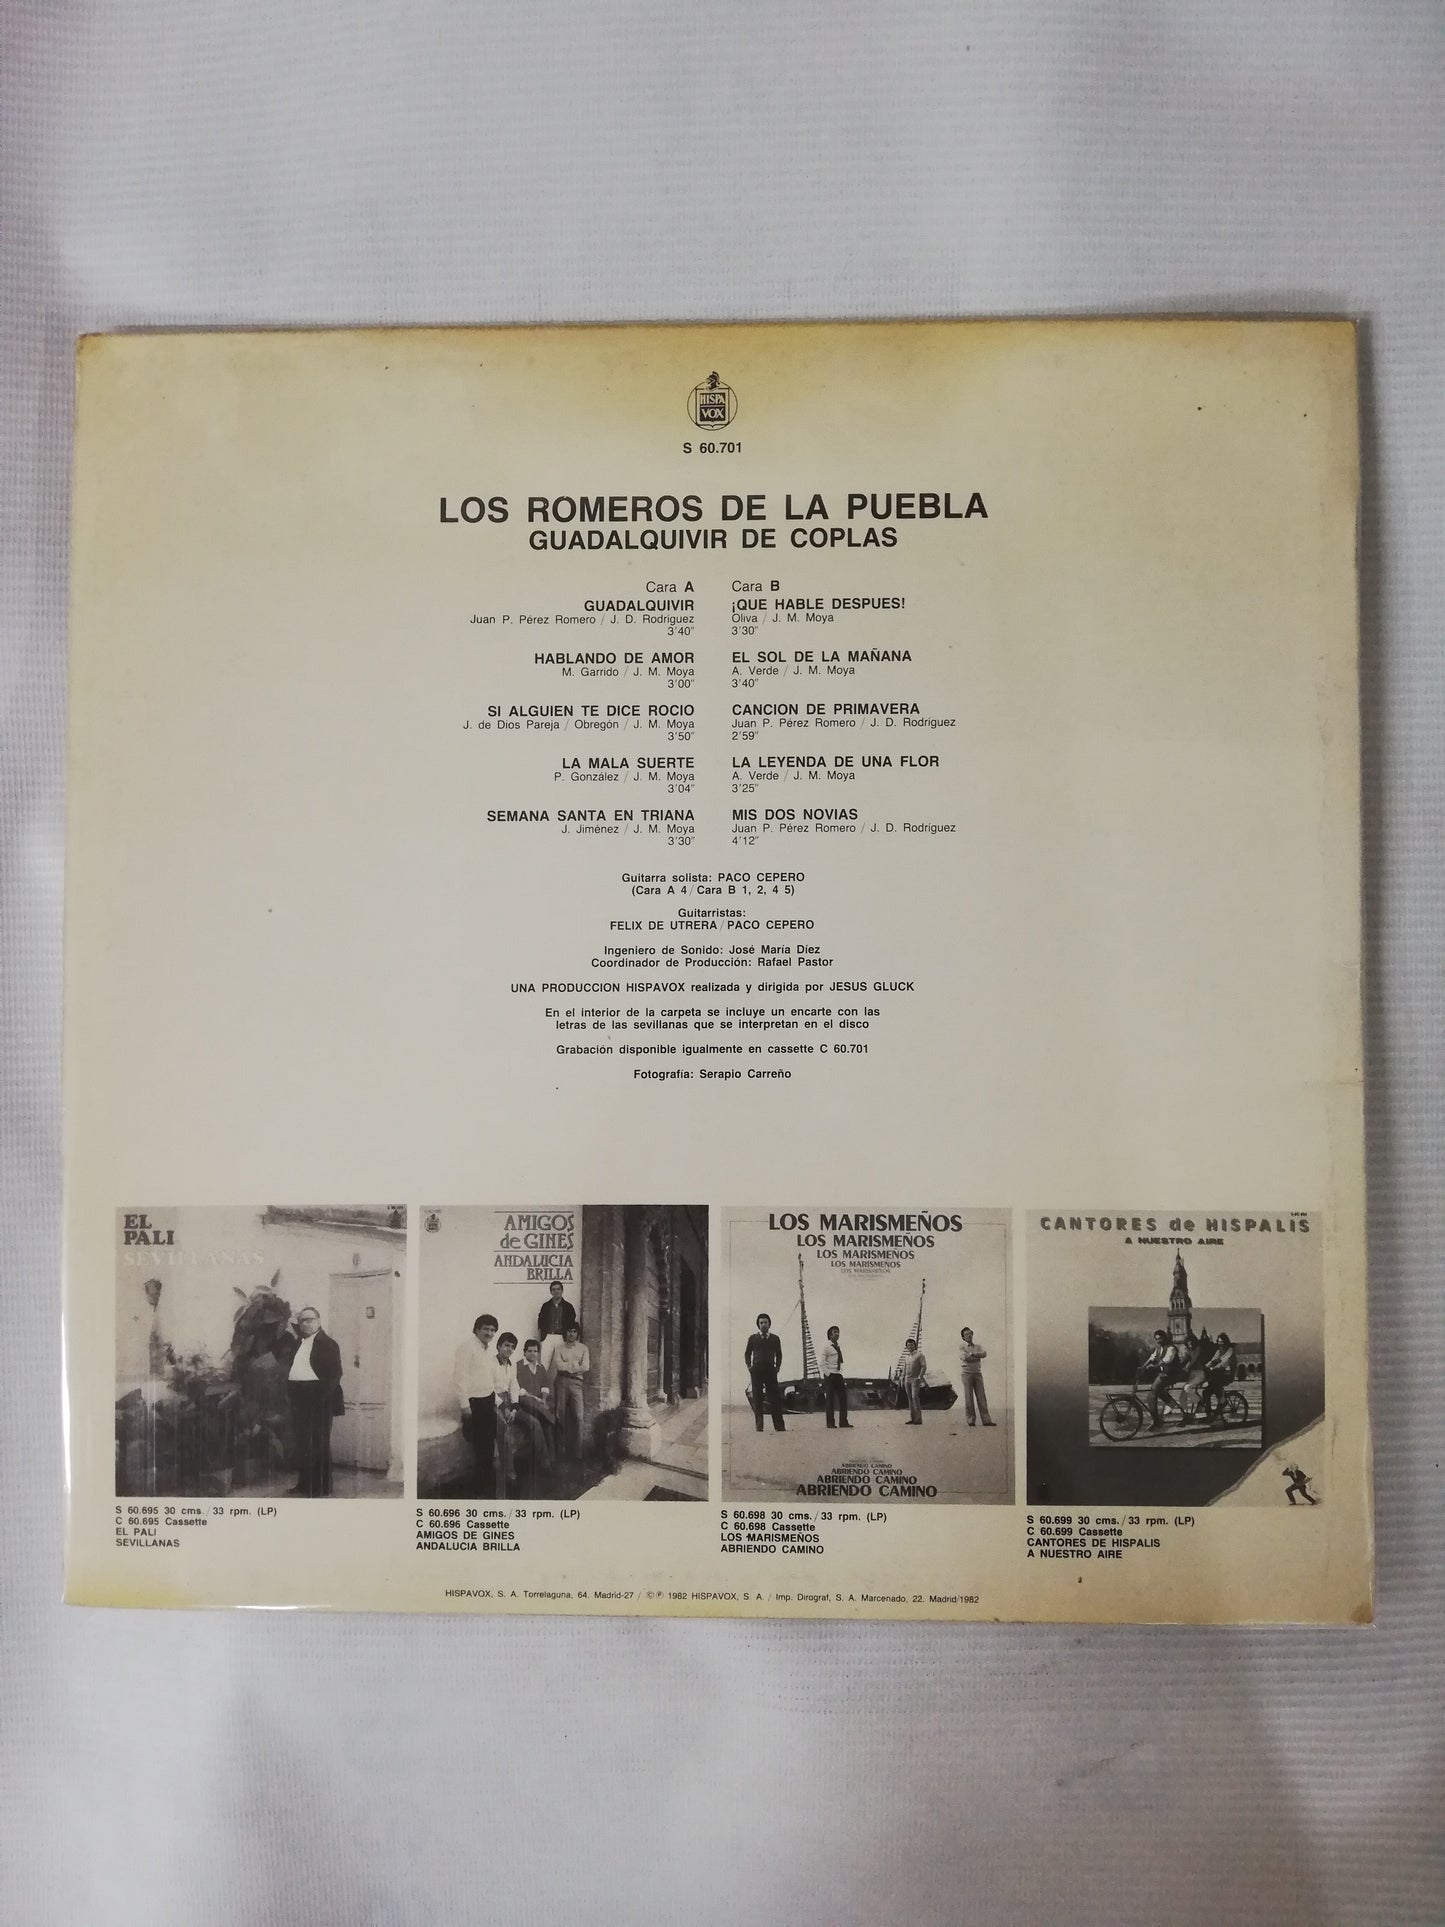 HISPA
VOX
S 60.701
LOS ROMEROS DE LA PUEBLA
GUADALQUIVIR DE COPLAS
Cara A
GUADALQUIVIR
Juan P. Pérez Romero / J. D. Rodríguez
3'40"
HABLANDO DE AMOR
M. Garrido / J. M. Moya
3'00"
SI ALGUIEN TE DICE ROCIO
J. de Dios Pareja / Obregón / J. M. Moya
3'50"
LA MALA SUERTE
P. González / J. M. Moya
3'04"
SEMANA SANTA EN TRIANA
J. Jiménez / J. M. Moya
3'30"
Cara B
¡QUE HABLE DESPUES!
Oliva / J. M. Moya
3'30"
EL SOL DE LA MAÑANA
A. Verde / J. M. Moya
3'40"
CANCION DE PRIMAVERA
Juan P. Pérez Romero / J. D. Rodríguez
2'59"
LA LEYENDA DE UNA FLOR
A. Verde / J. M. Moya
3'25"
MIS DOS NOVIAS
Juan P. Pérez Romero / J. D. Rodríguez
4'12"
Guitarra solista: PACO CEPERO
(Cara A 4 / Cara B 1, 2, 4 5)
Guitarristas:
FELIX DE UTRERA / PACO CEPERO
Ingeniero de Sonido: José María Díez
Coordinador de Producción: Rafael Pastor
UNA PRODUCCION HISPAVOX realizada y dirigida por JESUS GLUCK
En el interior de la carpeta se incluye un encarte con las
letras de las sevillanas que se interpretan en el disco
Grabación disponible igualmente en cassette C 60.701
Fotografía: Serapio Carreño
EL
PALI
SEVILLANAS
S 60.695 30 cms. / 33 rpm. (LP)
C 60.695 Cassette
EL PALI
SEVILLANAS
AMIGOS
de GINES
ANDALUCIA
BRILLA
S 60.696 30 cms. / 33 rpm. (LP)
C 60.696 Cassette
AMIGOS DE GINES
ANDALUCIA BRILLA
LOS MARISMEÑOS
LOS MARISMEÑOS
LOS MARISMEÑOS
LOS MARISMEÑOS
LOS MARISMEÑOS
ABRIENDO CAMINO
ABRIENDO CAMINO
ABRIENDO CAMINO
ABRIENDO CAMINO
S 60.698 30 cms. / 33 rpm. (LP)
C 60.698 Cassette
LOS MARISMEÑOS
ABRIENDO CAMINO
CANTORES de HISPALIS
A NUESTRO AIRE
S 60.699 30 cms. / 33 rpm. (LP)
C 60.699 Cassette
CANTORES DE HISPALIS
A NUESTRO AIRE
HISPAVOX, S. A. Torrelaguna, 64. Madrid-27 / ©℗ 1982 HISPAVOX, S. A. / Imp. Dirograf, S. A. Marcenado, 22. Madrid/1982